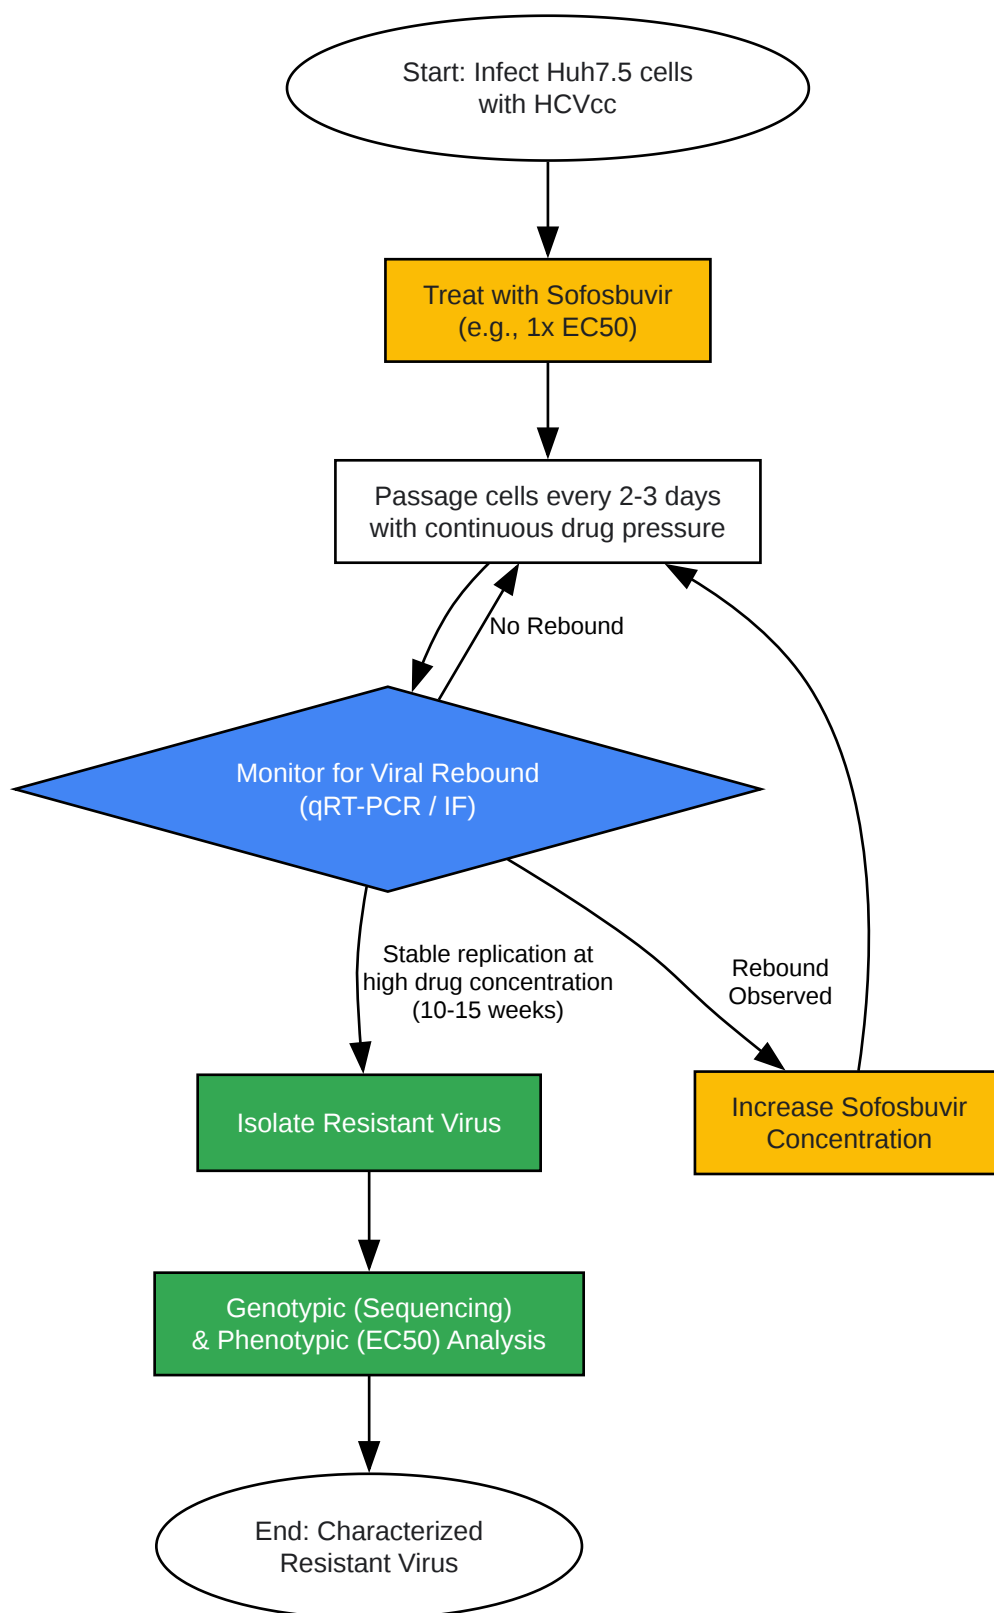 Start: Infect Huh7.5 cells
with HCVcc
Treat with Sofosbuvir
(e.g., 1x EC50)
Passage cells every 2-3 days
with continuous drug pressure
No Rebound
Monitor for Viral Rebound
(qRT-PCR / IF)
Stable replication at
high drug concentration
(10-15 weeks)
Rebound
Observed
Increase Sofosbuvir
Concentration
Isolate Resistant Virus
Genotypic (Sequencing)
& Phenotypic (EC50) Analysis
End: Characterized
Resistant Virus